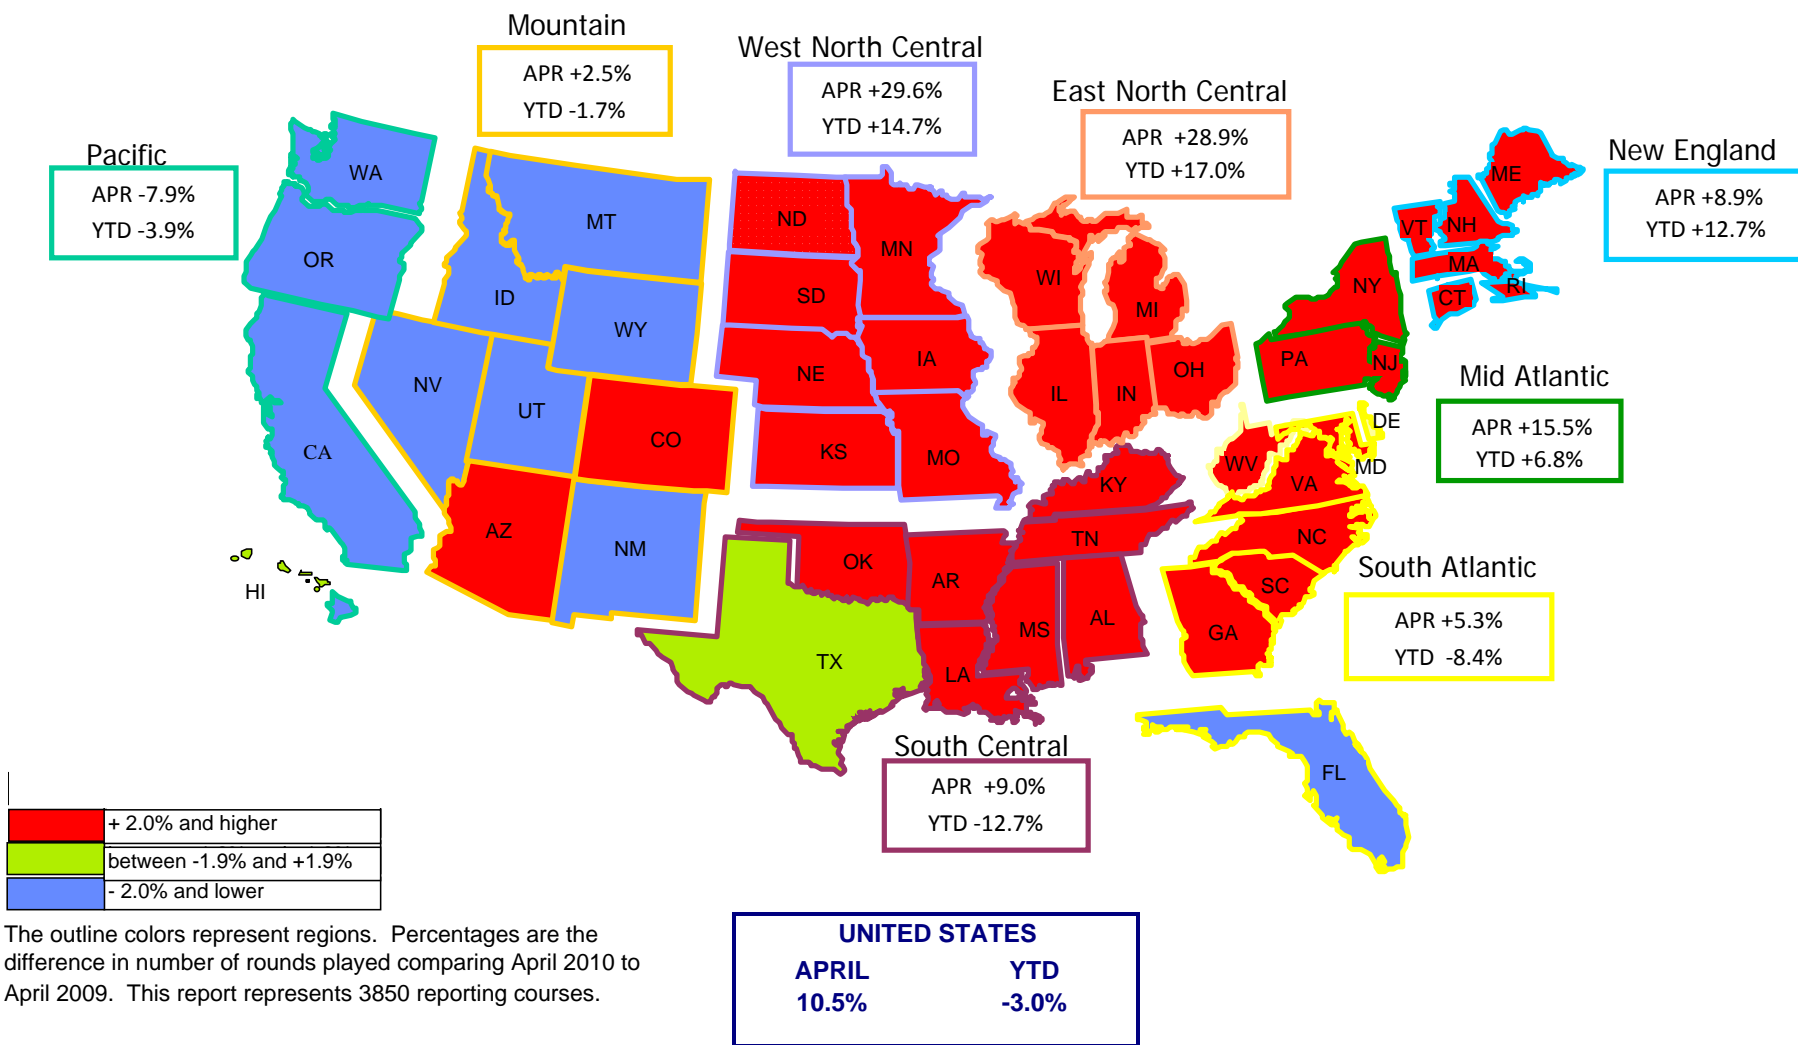 Mountain
APR +2.5%
YTD -1.7%
West North Central
APR +29.6%
YTD +14.7%
East North Central
APR +28.9%
YTD +17.0%
Pacific
APR -7.9%
YTD -3.9%
New England
APR +8.9%
YTD +12.7%
Mid Atlantic
APR +15.5%
YTD +6.8%
South Atlantic
APR +5.3%
YTD -8.4%
South Central
APR +9.0%
YTD -12.7%
WA
OR
CA
HI
MT
ID
WY
NV
UT
CO
AZ
NM
ND
SD
NE
KS
MN
IA
MO
WI
MI
IL
IN
OH
ME
VT
NH
MA
CT
RI
NY
PA
NJ
DE
MD
WV
VA
NC
SC
GA
FL
KY
TN
OK
AR
MS
AL
LA
TX
+ 2.0% and higher
between -1.9% and +1.9%
- 2.0% and lower
The outline colors represent regions. Percentages are the
difference in number of rounds played comparing April 2010 to
April 2009. This report represents 3850 reporting courses.
UNITED STATES
APRIL YTD
10.5% -3.0%